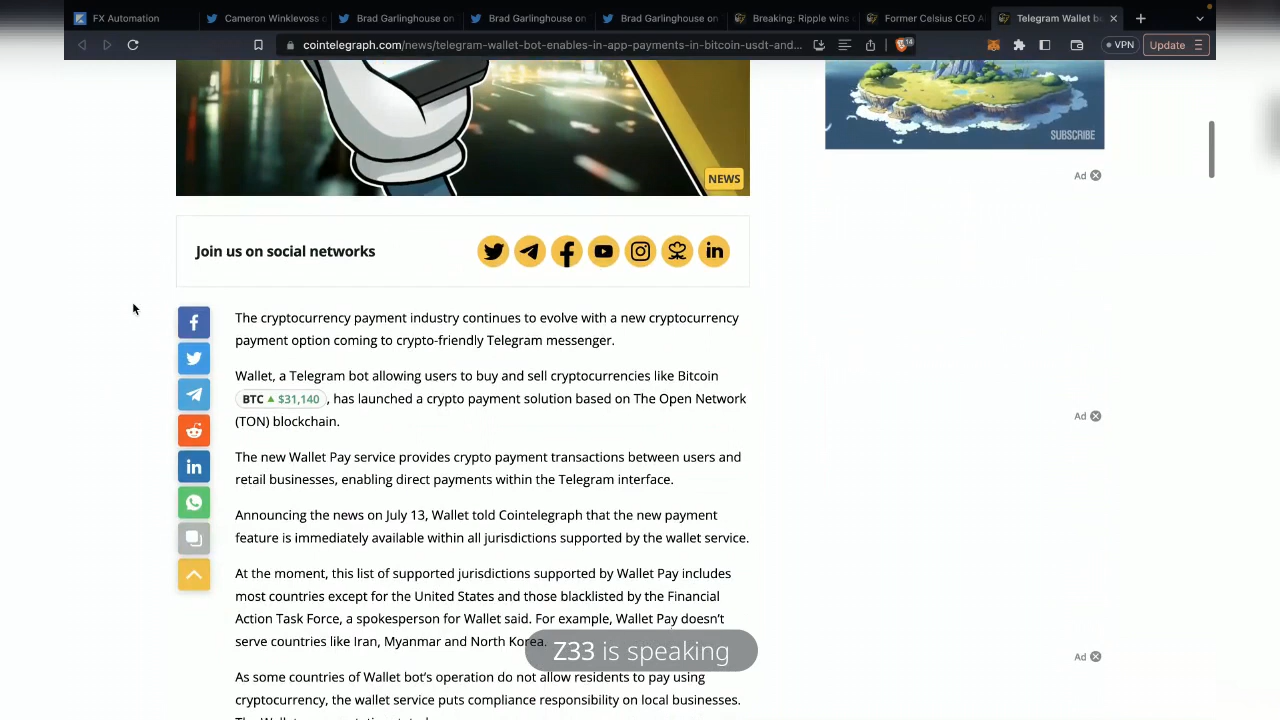 FX Automation
Cameron Winklevoss o
Brad Garlinghouse on
Brad Garlinghouse on
Brad Garlinghouse on
Breaking: Ripple wins
Former Celsius CEO A
Telegram Wallet bo
cointelegraph.com/news/telegram-wallet-bot-enables-in-app-payments-in-bitcoin-usdt-and...
14
VPN
Update
SUBSCRIBE
NEWS
Ad
Join us on social networks
The cryptocurrency payment industry continues to evolve with a new cryptocurrency
payment option coming to crypto-friendly Telegram messenger.
Wallet, a Telegram bot allowing users to buy and sell cryptocurrencies like Bitcoin
BTC ▲ $31,140 , has launched a crypto payment solution based on The Open Network
(TON) blockchain.
Ad
The new Wallet Pay service provides crypto payment transactions between users and
retail businesses, enabling direct payments within the Telegram interface.
Announcing the news on July 13, Wallet told Cointelegraph that the new payment
feature is immediately available within all jurisdictions supported by the wallet service.
At the moment, this list of supported jurisdictions supported by Wallet Pay includes
most countries except for the United States and those blacklisted by the Financial
Action Task Force, a spokesperson for Wallet said. For example, Wallet Pay doesn't
serve countries like Iran, Myanmar and North Korea.
Z33 is speaking
Ad
As some countries of Wallet bot's operation do not allow residents to pay using
cryptocurrency, the wallet service puts compliance responsibility on local businesses.